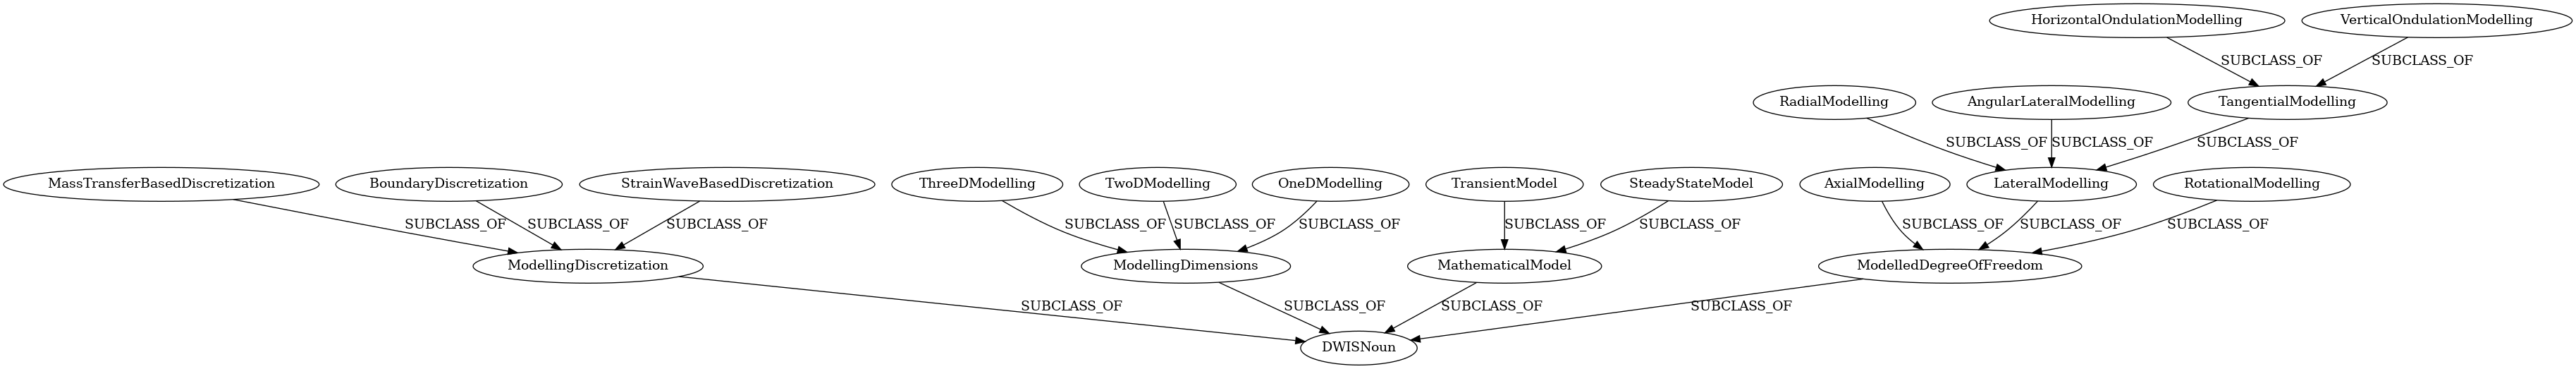 HorizontalOndulationModelling
VerticalOndulationModelling
SUBCLASS_OF
SUBCLASS_OF
RadialModelling
AngularLateralModelling
TangentialModelling
SUBCLASS_OF
SUBCLASS_OF
SUBCLASS_OF
MassTransferBasedDiscretization
BoundaryDiscretization
StrainWaveBasedDiscretization
ThreeDModelling
TwoDModelling
OneDModelling
TransientModel
SteadyStateModel
AxialModelling
LateralModelling
RotationalModelling
SUBCLASS_OF
SUBCLASS_OF
SUBCLASS_OF
SUBCLASS_OF
SUBCLASS_OF
SUBCLASS_OF
SUBCLASS_OF
SUBCLASS_OF
SUBCLASS_OF
SUBCLASS_OF
SUBCLASS_OF
ModellingDiscretization
ModellingDimensions
MathematicalModel
ModelledDegreeOfFreedom
SUBCLASS_OF
SUBCLASS_OF
SUBCLASS_OF
SUBCLASS_OF
DWISNoun